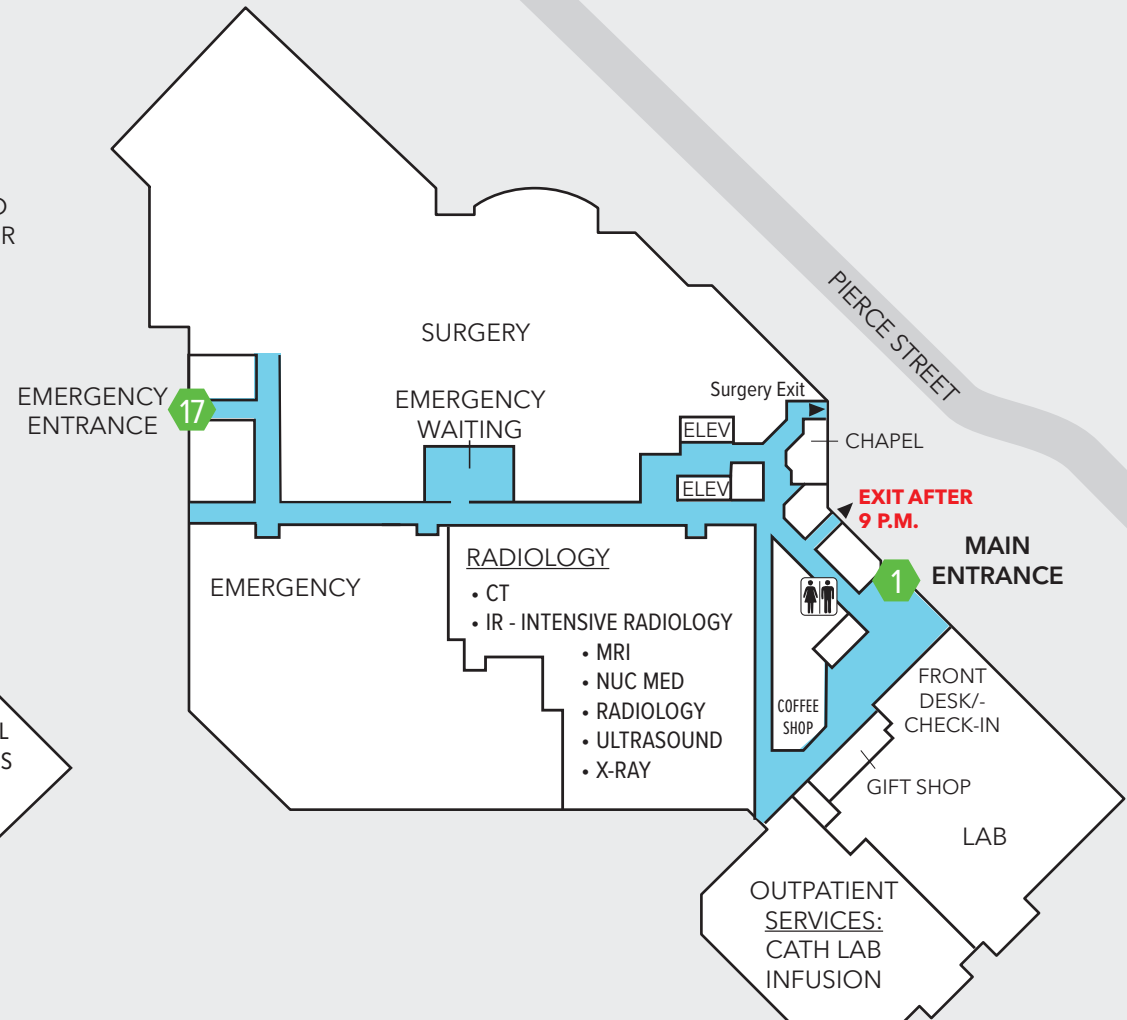 PIERCE STREET
SURGERY
Surgery Exit
EMERGENCY
ENTRANCE
17
EMERGENCY
WAITING
ELEV
ELEV
CHAPEL
EXIT AFTER
9 P.M.
MAIN
ENTRANCE
1
EMERGENCY
RADIOLOGY
• CT
• IR - INTENSIVE RADIOLOGY
• MRI
• NUC MED
• RADIOLOGY
• ULTRASOUND
• X-RAY
COFFEE
SHOP
FRONT
DESK/-
CHECK-IN
GIFT SHOP
LAB
OUTPATIENT
SERVICES:
CATH LAB
INFUSION